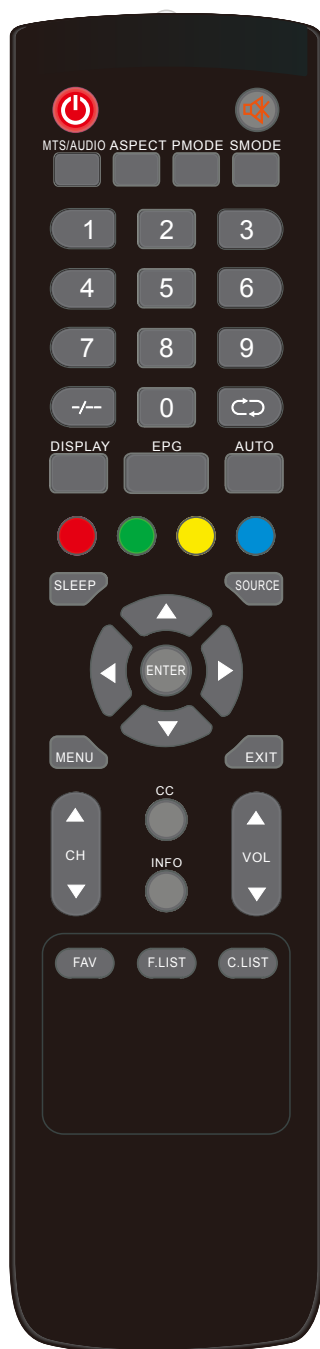 MTS/AUDIO ASPECT PMODE SMODE
1 2 3
4 5 6
7 8 9
-/-- 0
DISPLAY EPG AUTO
SLEEP SOURCE
ENTER
MENU EXIT
CC
CH INFO VOL
FAV F.LIST C.LIST